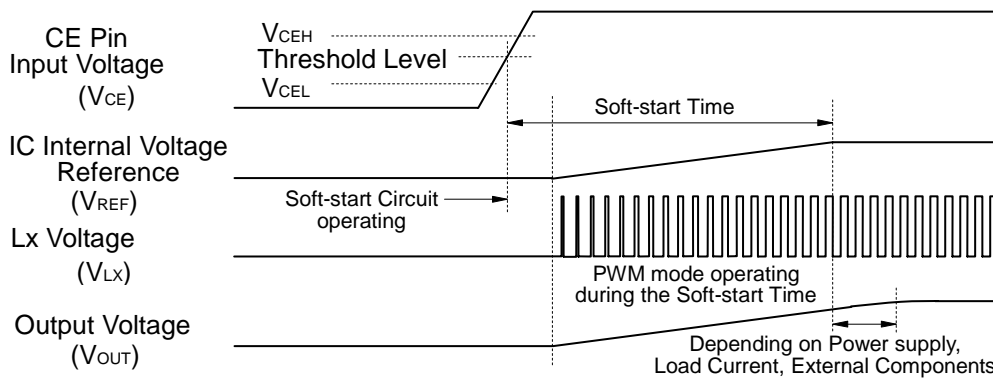 CE Pin
Input Voltage
(VCE)
VCEH
Threshold Level
VCEL
Soft-start Time
IC Internal Voltage
Reference
(VREF)
Soft-start Circuit
operating
Lx Voltage
(VLX)
PWM mode operating
during the Soft-start Time
Output Voltage
(VOUT)
Depending on Power supply,
Load Current, External Components